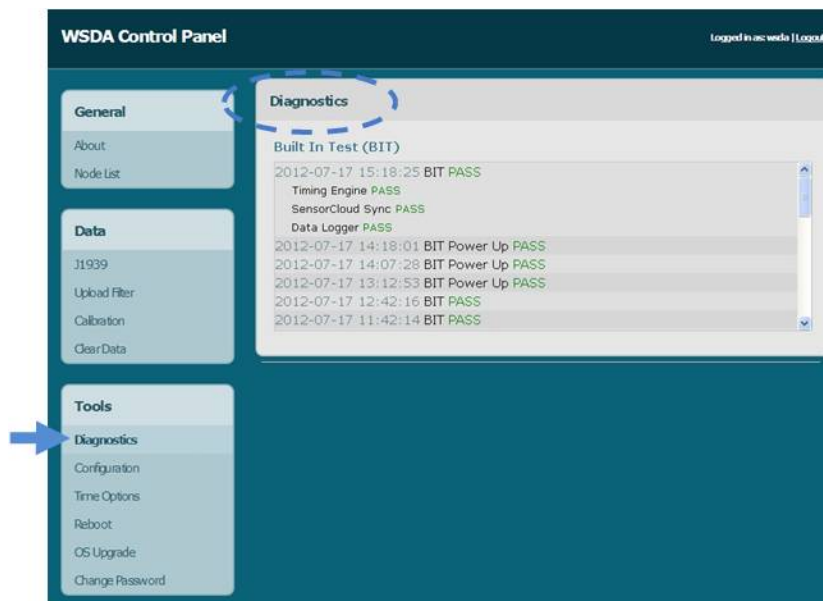 WSDA Control Panel
Logged in as: wsda | Logout
General
About
Node List
Data
J1939
Upload Filter
Calibration
Clear Data
Tools
Diagnostics
Configuration
Time Options
Reboot
OS Upgrade
Change Password
Diagnostics
Built In Test (BIT)
2012-07-17 15:18:25 BIT PASS
Timing Engine PASS
SensorCloud Sync PASS
Data Logger PASS
2012-07-17 14:18:01 BIT Power Up PASS
2012-07-17 14:07:28 BIT Power Up PASS
2012-07-17 13:12:53 BIT Power Up PASS
2012-07-17 12:42:16 BIT PASS
2012-07-17 11:42:14 BIT PASS